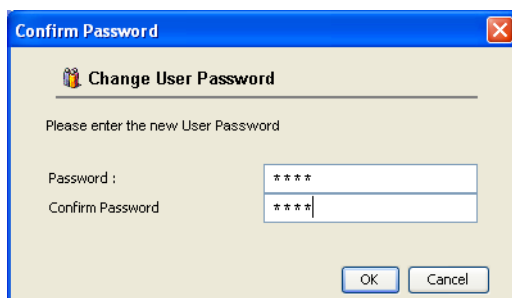 Confirm Password
Change User Password
Please enter the new User Password
Password : ****
Confirm Password ****
OK Cancel